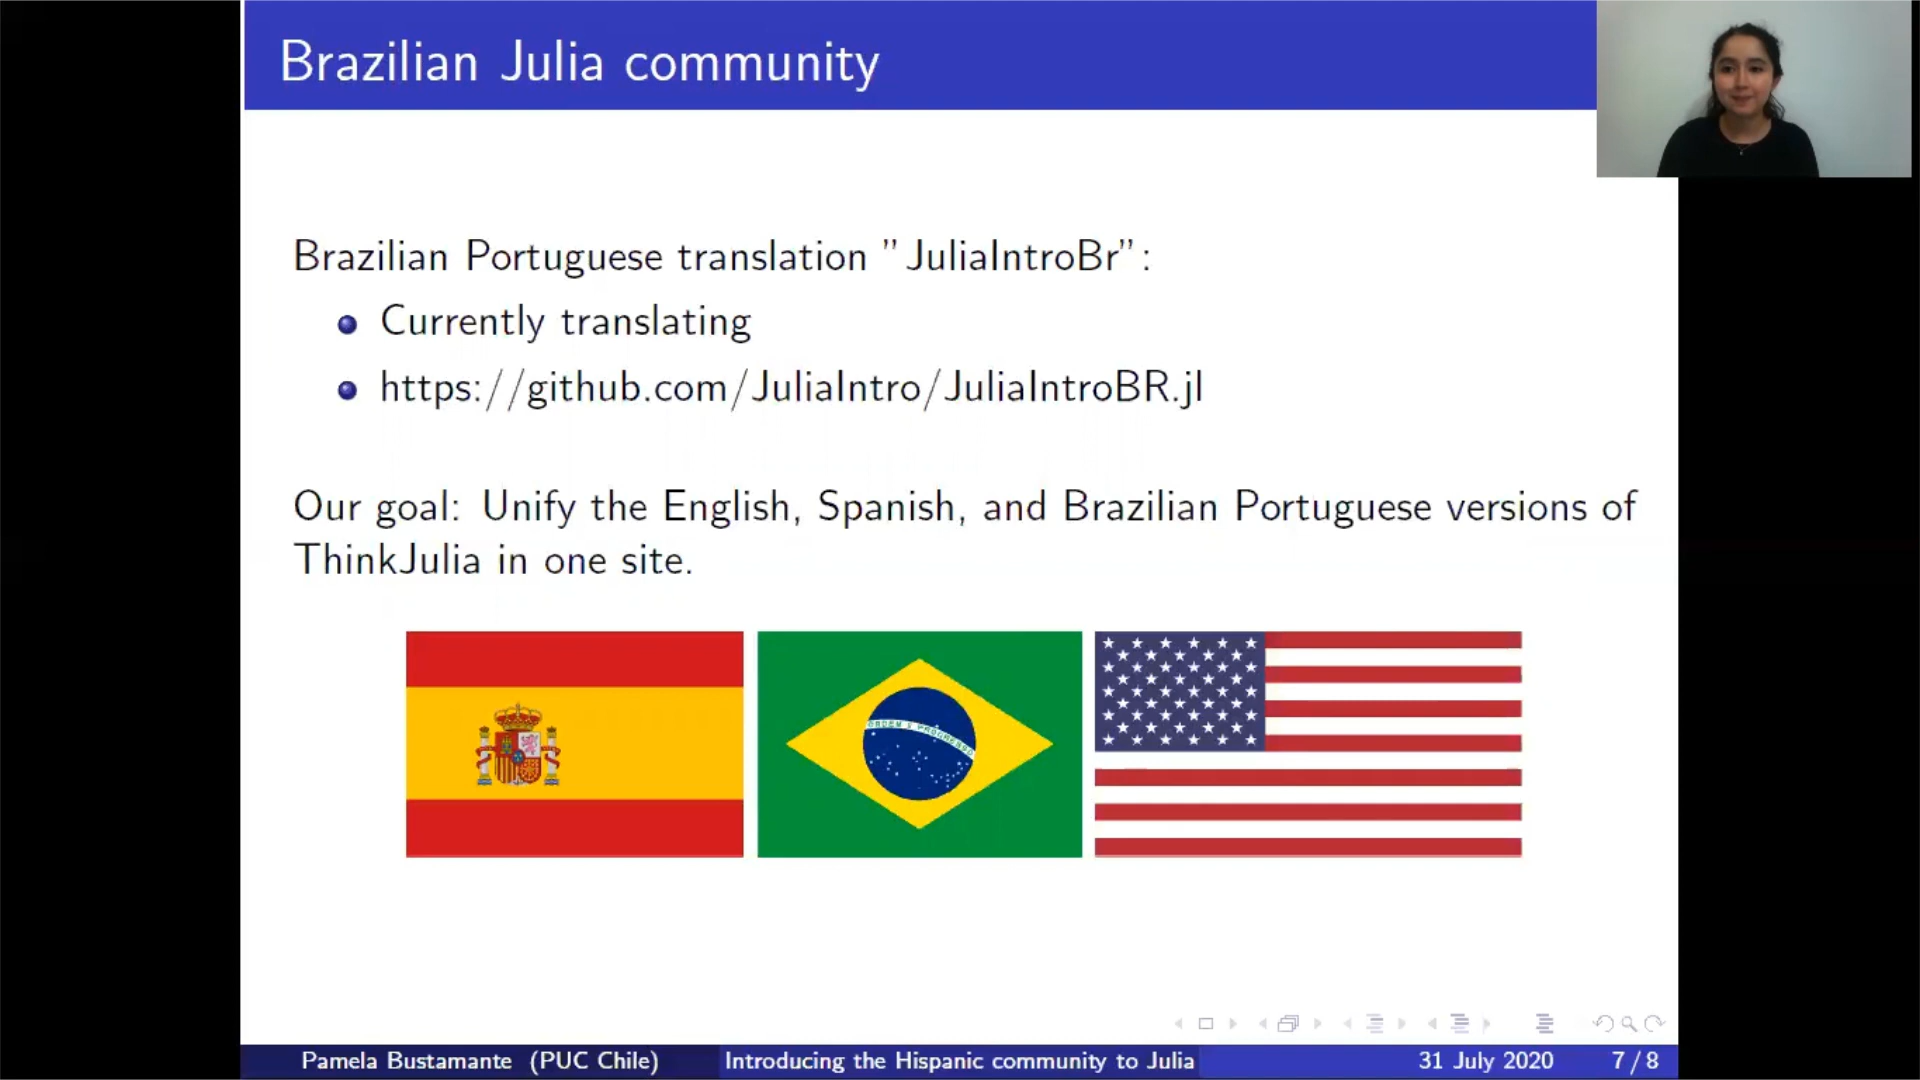 Brazilian Julia community
Brazilian Portuguese translation ”JuliaIntroBr”:
Currently translating
https://github.com/JuliaIntro/JuliaIntroBR.jl
Our goal: Unify the English, Spanish, and Brazilian Portuguese versions of
ThinkJulia in one site.
ORDEM E PROGRESSO
Pamela Bustamante (PUC Chile)
Introducing the Hispanic community to Julia
31 July 2020
7 / 8